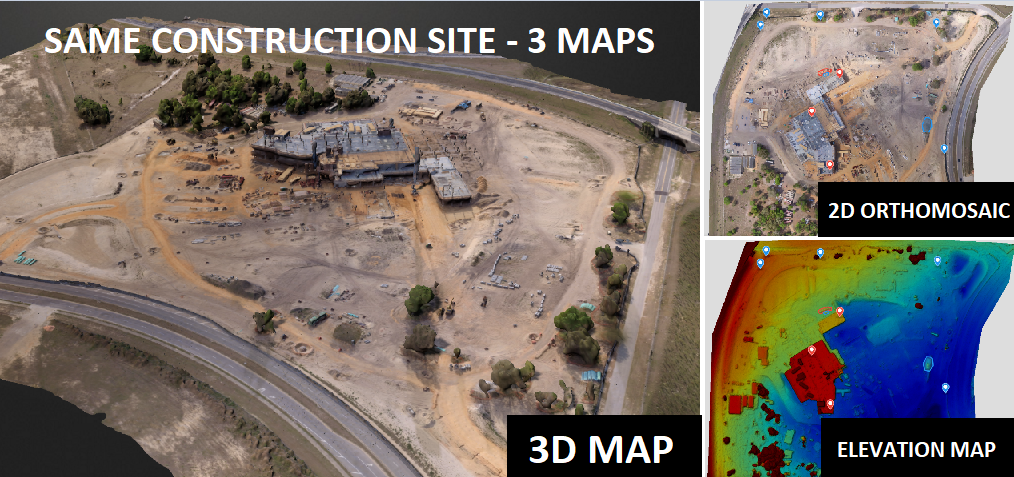 SAME CONSTRUCTION SITE - 3 MAPS
2D ORTHOMOSAIC
3D MAP
ELEVATION MAP